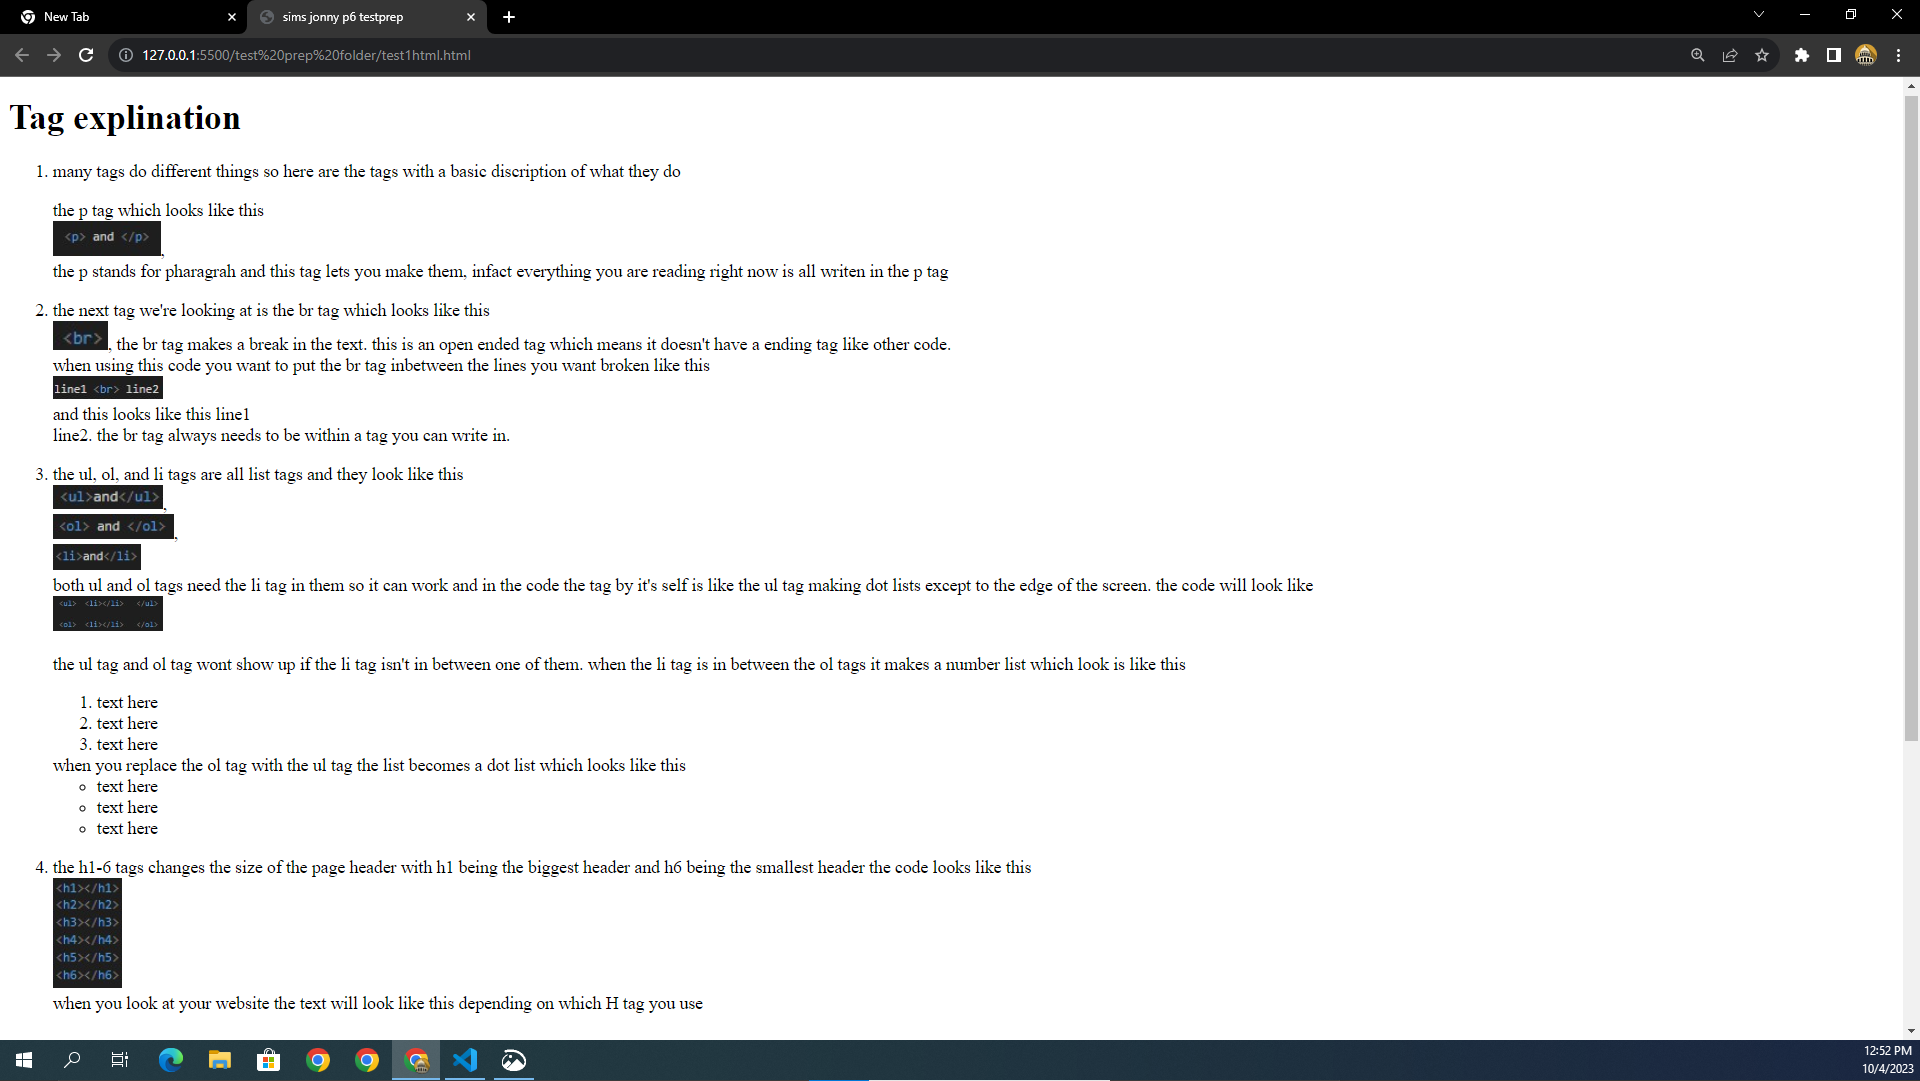 New Tab
sims jonny p6 testprep
127.0.0.1:5500/test%20prep%20folder/test1html.html
Tag explination
1. many tags do different things so here are the tags with a basic discription of what they do
the p tag which looks like this
<p> and </p>,
the p stands for pharagrah and this tag lets you make them, infact everything you are reading right now is all writen in the p tag
2. the next tag we're looking at is the br tag which looks like this
<br>, the br tag makes a break in the text. this is an open ended tag which means it doesn't have a ending tag like other code.
when using this code you want to put the br tag inbetween the lines you want broken like this
line1 <br> line2
and this looks like this line1
line2. the br tag always needs to be within a tag you can write in.
3. the ul, ol, and li tags are all list tags and they look like this
<ul>and</ul>,
<ol> and </ol>,
<li>and</li>
both ul and ol tags need the li tag in them so it can work and in the code the tag by it's self is like the ul tag making dot lists except to the edge of the screen. the code will look like
<ul> <li></li> </ul>
<ol> <li></li> </ol>
the ul tag and ol tag wont show up if the li tag isn't in between one of them. when the li tag is in between the ol tags it makes a number list which look is like this
1. text here
2. text here
3. text here
when you replace the ol tag with the ul tag the list becomes a dot list which looks like this
text here
text here
text here
4. the h1-6 tags changes the size of the page header with h1 being the biggest header and h6 being the smallest header the code looks like this
<h1></h1>
<h2></h2>
<h3></h3>
<h4></h4>
<h5></h5>
<h6></h6>
when you look at your website the text will look like this depending on which H tag you use
12:52 PM
10/4/2023